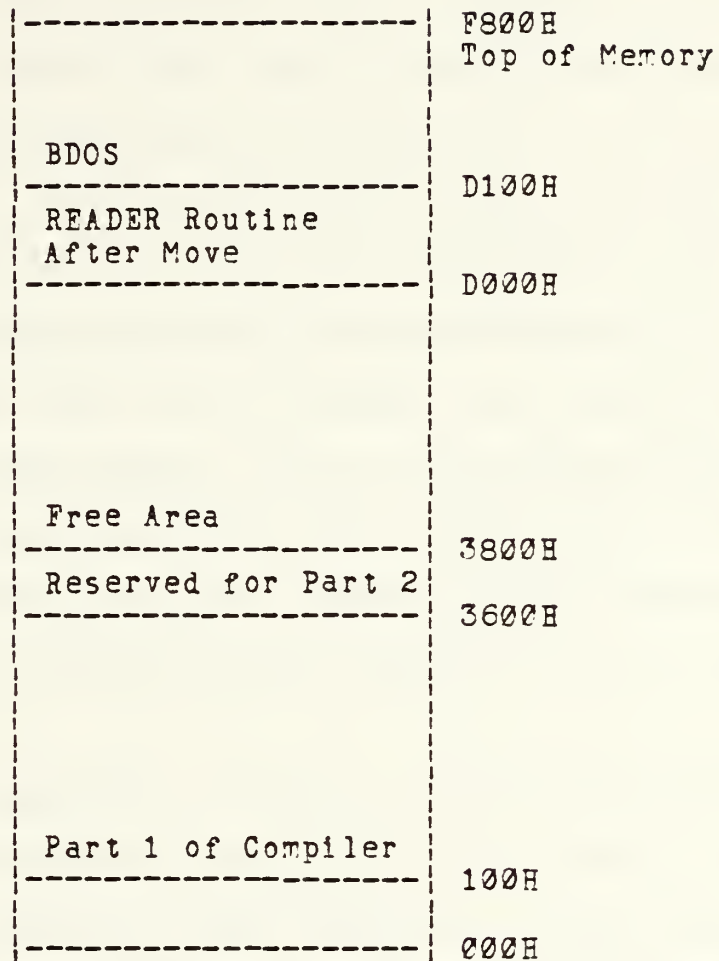 F800H
Top of Memory
BDOS
D100H
READER Routine
After Move
D000H
Free Area
3800H
Reserved for Part 2
3600H
Part 1 of Compiler
100H
000H